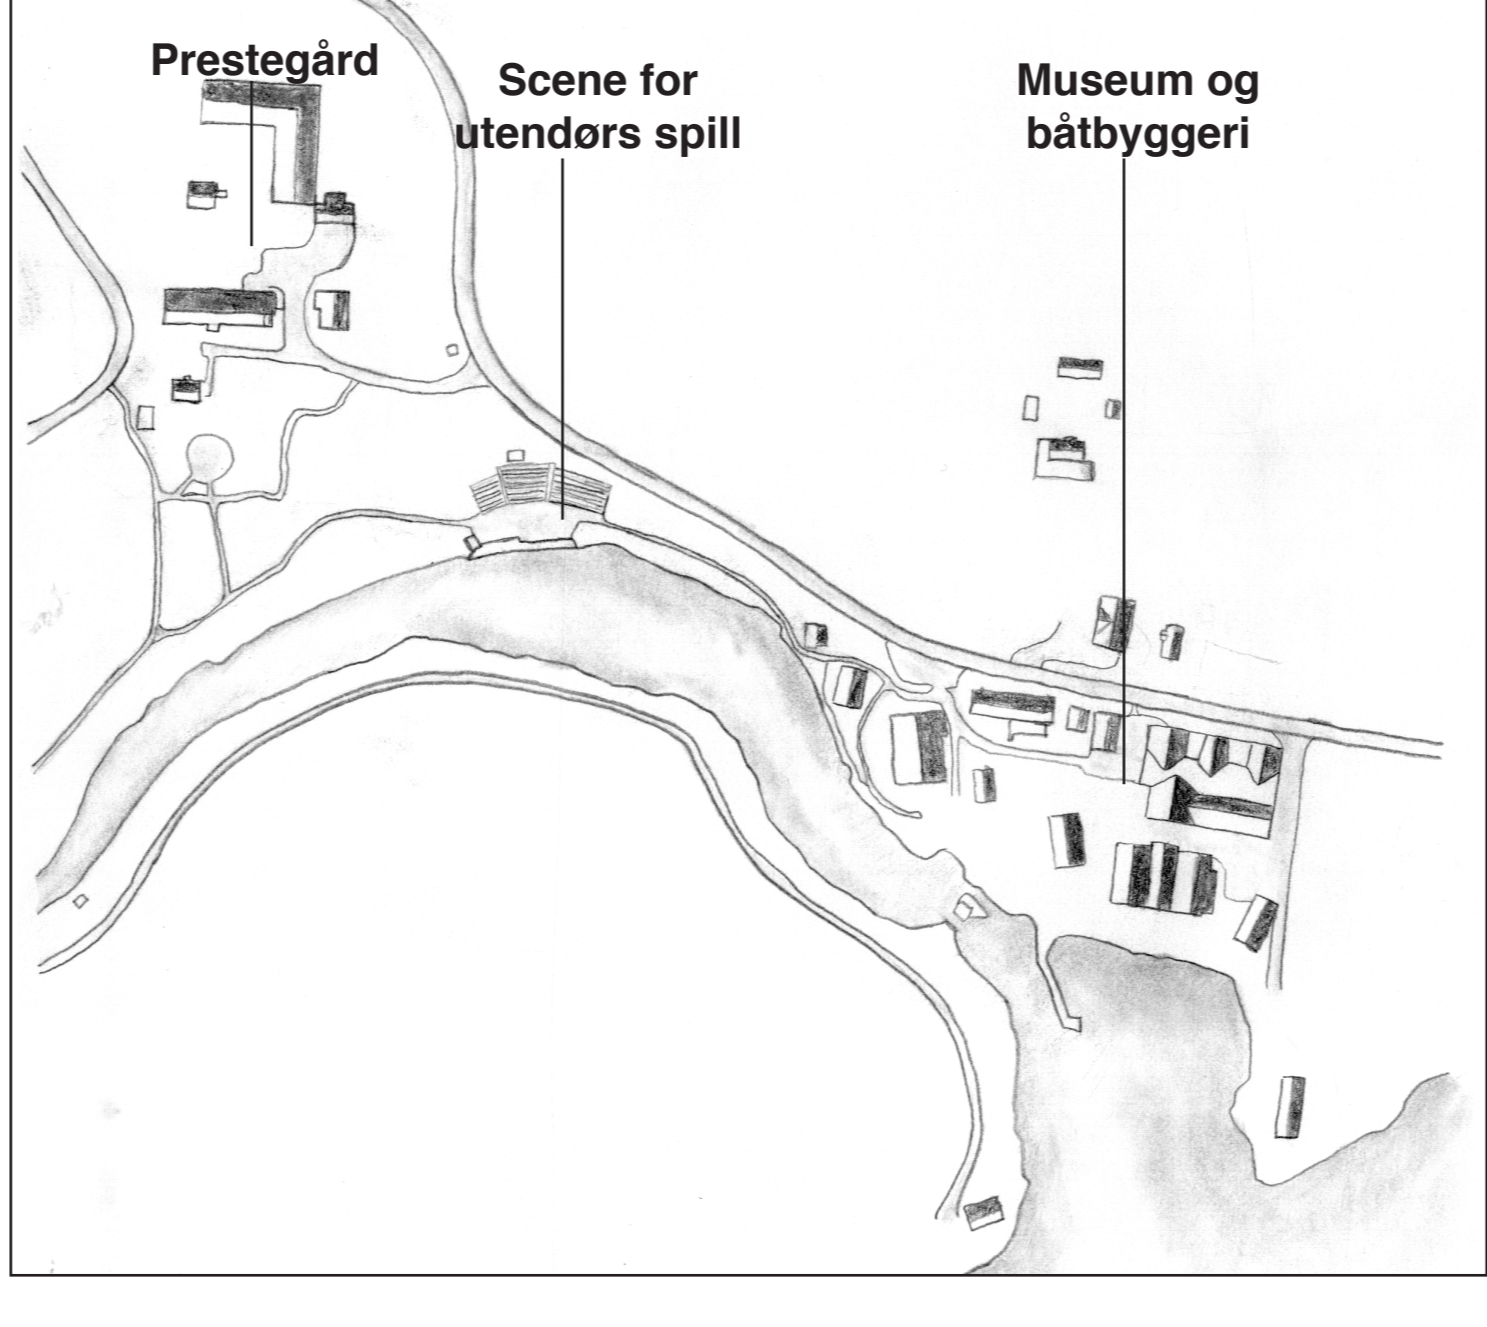 Prestegård
Scene for
utendørs spill
Museum og
båtbyggeri